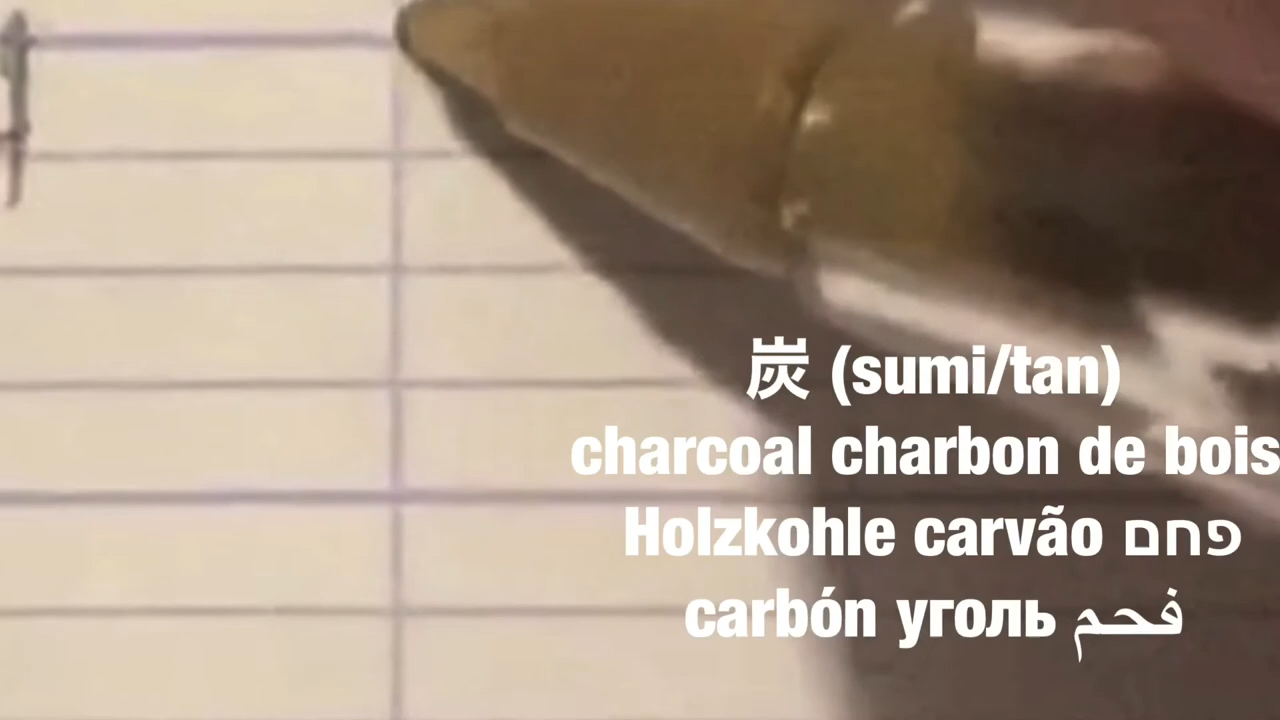 炭 (sumi/tan)
charcoal charbon de bois
Holzkohle carvão פחם
carbón уголь فحم